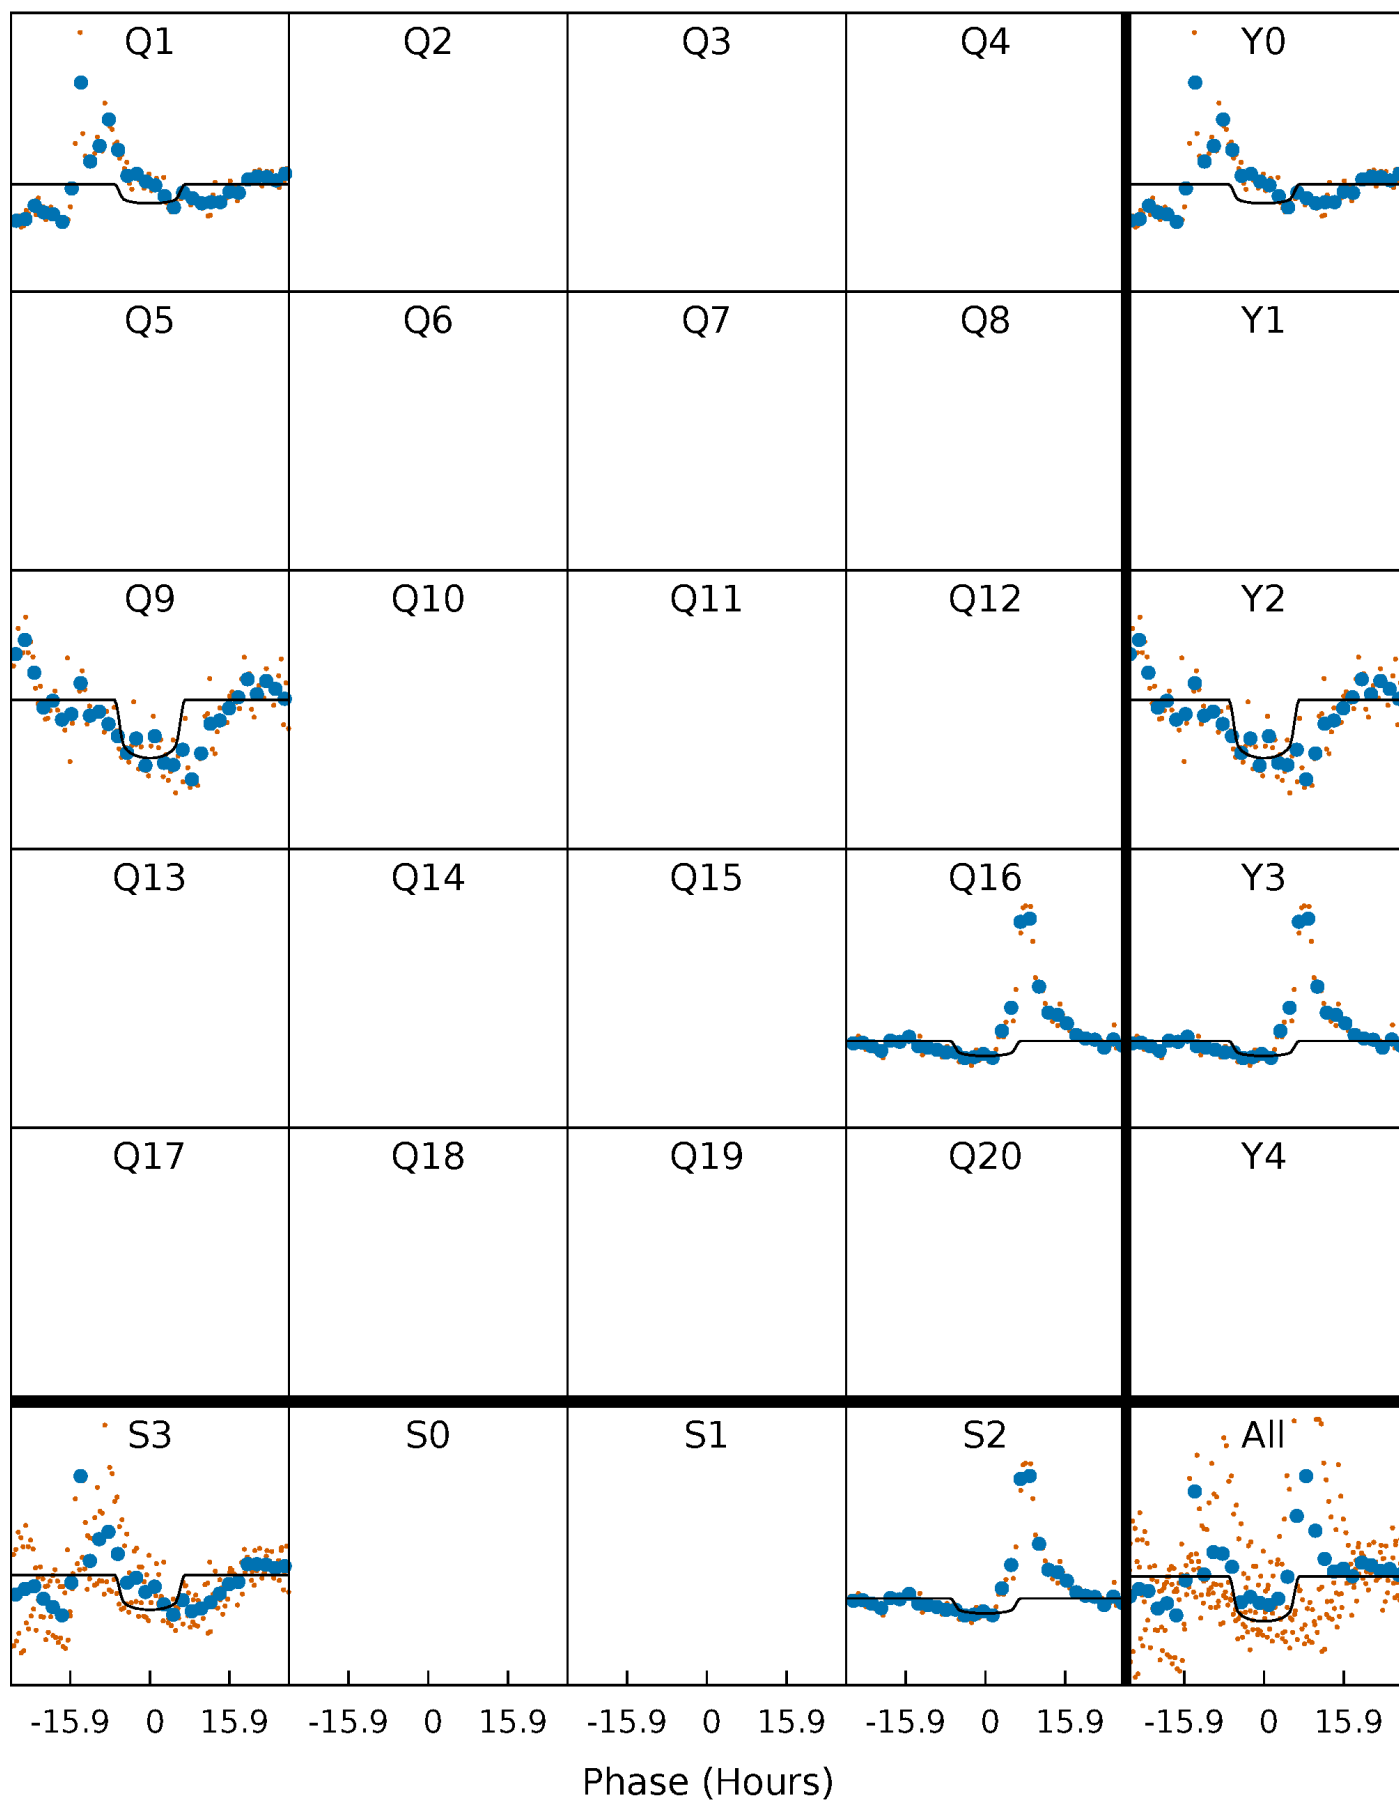 Q1 Q2 Q3 Q4 Y0
Q5 Q6 Q7 Q8 Y1
Q9 Q10 Q11 Q12 Y2
Q13 Q14 Q15 Q16 Y3
Q17 Q18 Q19 Q20 Y4
S3 S0 S1 S2 All
-15.9 0 15.9 -15.9 0 15.9 -15.9 0 15.9 -15.9 0 15.9 -15.9 0 15.9
Phase (Hours)